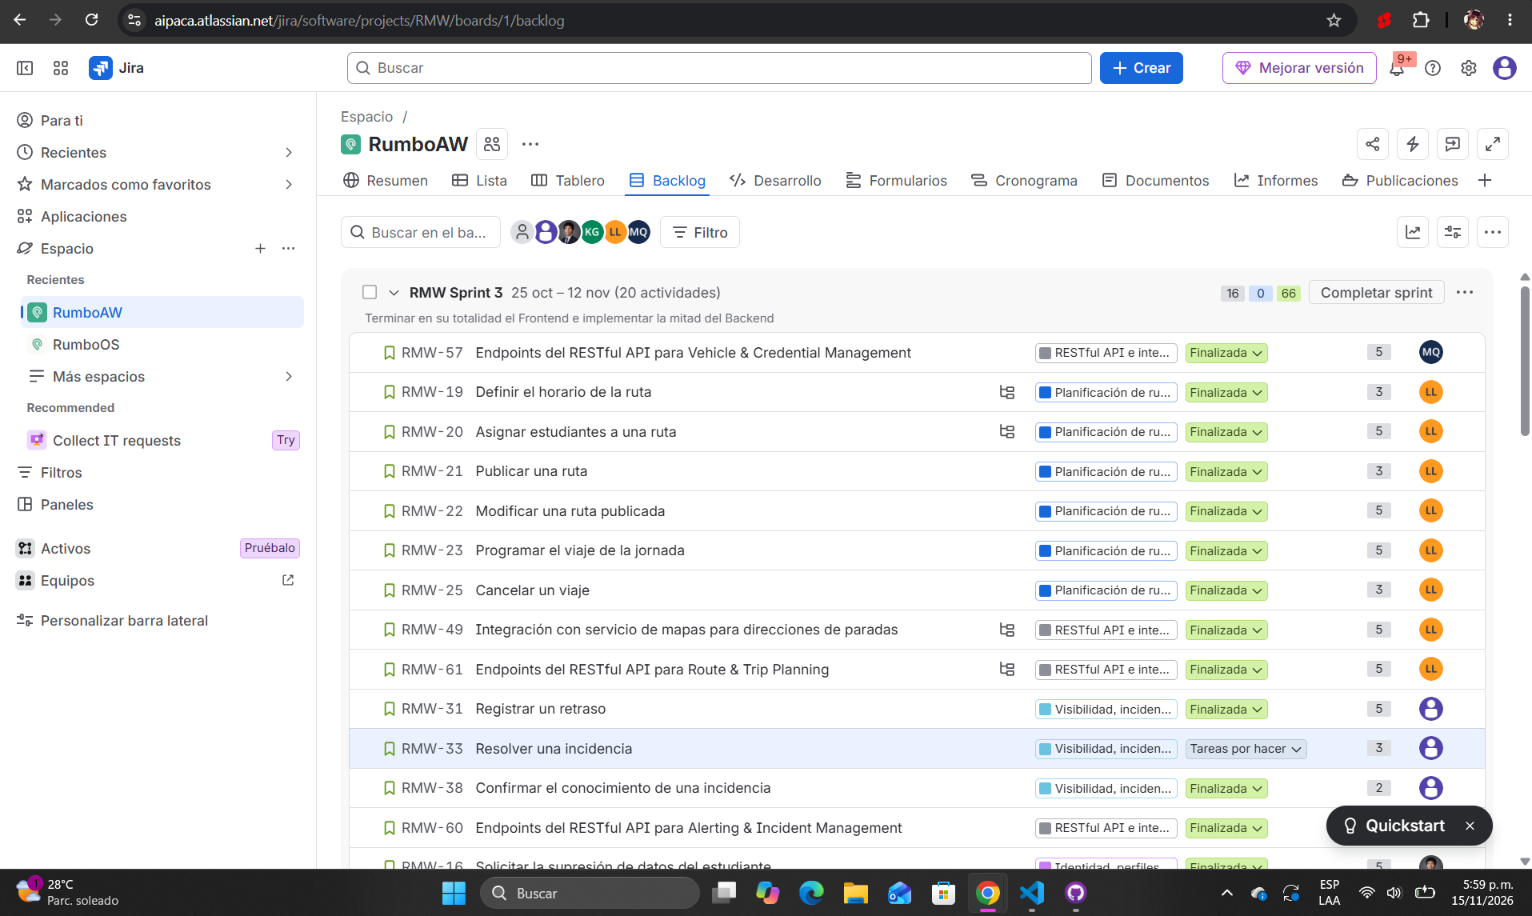 aipaca.atlassian.net/jira/software/projects/RMW/boards/1/backlog
Jira
Buscar
Crear
Mejorar versión
9+
Para ti
Recientes
Marcados como favoritos
Aplicaciones
Espacio
Recientes
RumboAW
RumboOS
Más espacios
Recommended
Collect IT requests
Try
Filtros
Paneles
Activos
Pruébalo
Equipos
Personalizar barra lateral
Espacio /
RumboAW
Resumen Lista Tablero Backlog Desarrollo Formularios Cronograma Documentos Informes Publicaciones
Buscar en el ba... KG LL MQ Filtro
RMW Sprint 3 25 oct – 12 nov (20 actividades) 16 0 66 Completar sprint
Terminar en su totalidad el Frontend e implementar la mitad del Backend
RMW-57 Endpoints del RESTful API para Vehicle & Credential Management RESTful API e inte... Finalizada 5 MQ
RMW-19 Definir el horario de la ruta Planificación de ru... Finalizada 3 LL
RMW-20 Asignar estudiantes a una ruta Planificación de ru... Finalizada 5 LL
RMW-21 Publicar una ruta Planificación de ru... Finalizada 3 LL
RMW-22 Modificar una ruta publicada Planificación de ru... Finalizada 5 LL
RMW-23 Programar el viaje de la jornada Planificación de ru... Finalizada 5 LL
RMW-25 Cancelar un viaje Planificación de ru... Finalizada 3 LL
RMW-49 Integración con servicio de mapas para direcciones de paradas RESTful API e inte... Finalizada 5 LL
RMW-61 Endpoints del RESTful API para Route & Trip Planning RESTful API e inte... Finalizada 5 LL
RMW-31 Registrar un retraso Visibilidad, inciden... Finalizada 5
RMW-33 Resolver una incidencia Visibilidad, inciden... Tareas por hacer 3
RMW-38 Confirmar el conocimiento de una incidencia Visibilidad, inciden... Finalizada 2
RMW-60 Endpoints del RESTful API para Alerting & Incident Management RESTful API e inte... Finalizada
RMW-16 Solicitar la supresión de datos del estudiante Identidad, perfiles Finalizada 5
Quickstart
1
28°C
Parc. soleado
Buscar
ESP
LAA
5:59 p. m.
15/11/2026